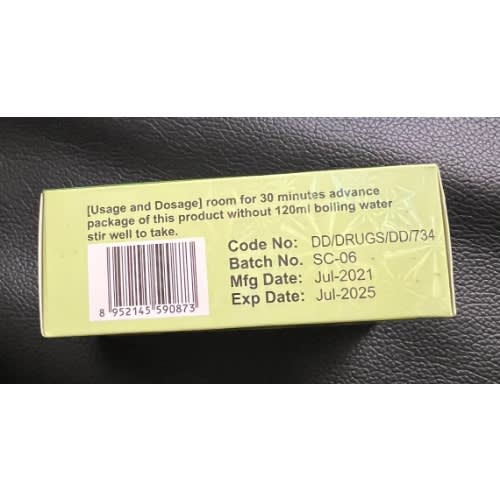 [Usage and Dosage] room for 30 minutes advance
package of this product without 120ml boiling water
stir well to take.
Code No: DD/DRUGS/DD/734
Batch No. SC-06
Mfg Date: Jul-2021
Exp Date: Jul-2025
8 952145 590873